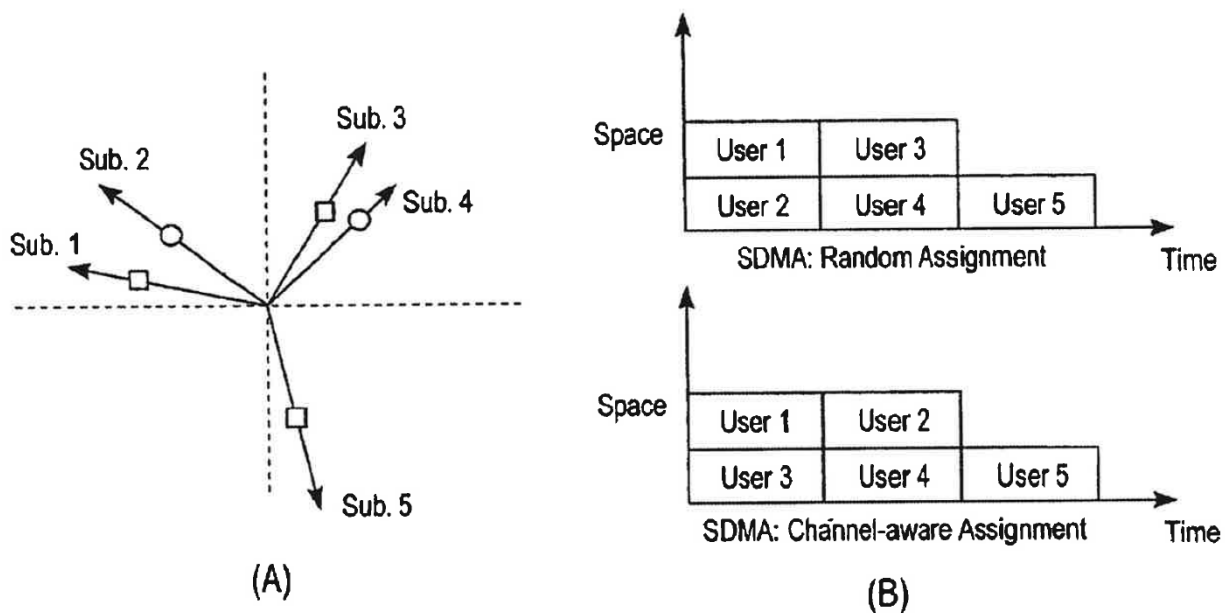 Sub. 3
Sub. 2
Sub. 4
Sub. 1
Sub. 5
(A)
Space
User 1 User 3
User 2 User 4 User 5
SDMA: Random Assignment Time
Space
User 1 User 2
User 3 User 4 User 5
SDMA: Channel-aware Assignment Time
(B)